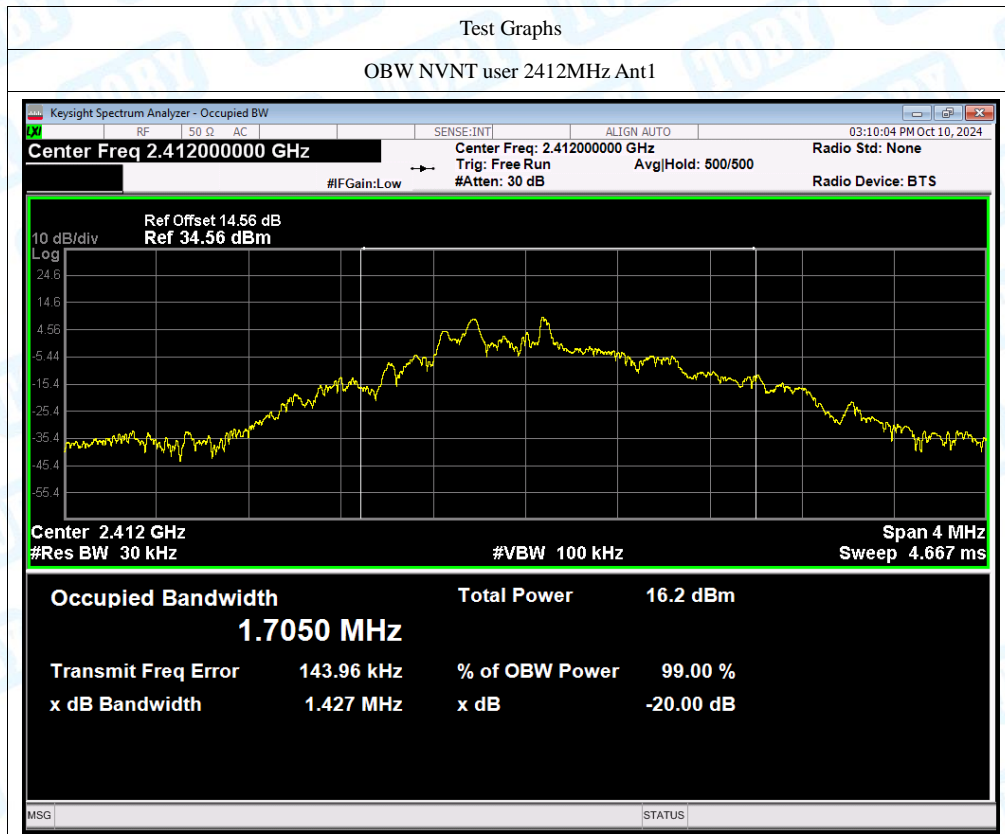 Test Graphs
OBW NVNT user 2412MHz Ant1
Keysight Spectrum Analyzer - Occupied BW
LXI RF 50 Ω AC SENSE:INT ALIGN AUTO 03:10:04 PM Oct 10, 2024
Center Freq 2.412000000 GHz Center Freq: 2.412000000 GHz Radio Std: None
Trig: Free Run Avg|Hold: 500/500
#IFGain:Low #Atten: 30 dB Radio Device: BTS
Ref Offset 14.56 dB
10 dB/div Ref 34.56 dBm
Log
24.6
14.6
4.56
-5.44
-15.4
-25.4
-35.4
-45.4
-55.4
Center 2.412 GHz Span 4 MHz
#Res BW 30 kHz #VBW 100 kHz Sweep 4.667 ms
Occupied Bandwidth Total Power 16.2 dBm
1.7050 MHz
Transmit Freq Error 143.96 kHz % of OBW Power 99.00 %
x dB Bandwidth 1.427 MHz x dB -20.00 dB
MSG STATUS
TOBY
TOBY
TOBY